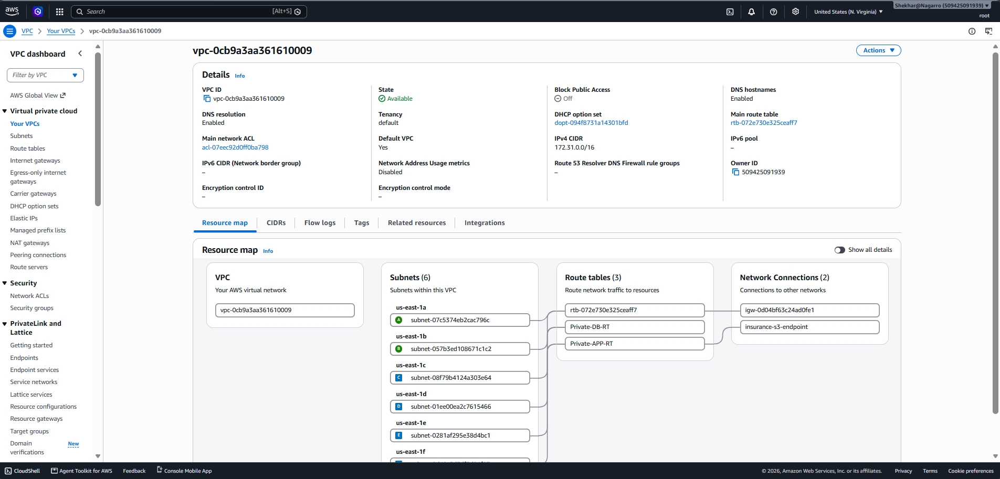 aws
Search
[Alt+S]
United States (N. Virginia)
Shekhar@Nagarro (509425091939)
root
VPC
Your VPCs
vpc-0cb9a3aa361610009
VPC dashboard
Filter by VPC
AWS Global View
Virtual private cloud
Your VPCs
Subnets
Route tables
Internet gateways
Egress-only internet
gateways
Carrier gateways
DHCP option sets
Elastic IPs
Managed prefix lists
NAT gateways
Peering connections
Route servers
Security
Network ACLs
Security groups
PrivateLink and
Lattice
Getting started
Endpoints
Endpoint services
Service networks
Lattice services
Resource configurations
Resource gateways
Target groups
Domain
verifications
New
vpc-0cb9a3aa361610009
Actions
Details
Info
VPC ID
vpc-0cb9a3aa361610009
State
Available
Block Public Access
Off
DNS hostnames
Enabled
DNS resolution
Enabled
Tenancy
default
DHCP option set
dopt-094f8731a14301bfd
Main route table
rtb-072e730e325ceaff7
Main network ACL
acl-07eec92d0ff0ba798
Default VPC
Yes
IPv4 CIDR
172.31.0.0/16
IPv6 pool
–
IPv6 CIDR (Network border group)
–
Network Address Usage metrics
Disabled
Route 53 Resolver DNS Firewall rule groups
–
Owner ID
509425091939
Encryption control ID
–
Encryption control mode
–
Resource map
CIDRs
Flow logs
Tags
Related resources
Integrations
Resource map
Info
Show all details
VPC
Your AWS virtual network
vpc-0cb9a3aa361610009
Subnets (6)
Subnets within this VPC
us-east-1a
A
subnet-07c5374eb2cac796c
us-east-1b
B
subnet-057b3ed108671c1c2
us-east-1c
C
subnet-08f79b4124a303e64
us-east-1d
D
subnet-01ee00ea2c7615466
us-east-1e
E
subnet-0281af295e38d4bc1
us-east-1f
Route tables (3)
Route network traffic to resources
rtb-072e730e325ceaff7
Private-DB-RT
Private-APP-RT
Network Connections (2)
Connections to other networks
igw-0d04bf63c24ad0fe1
insurance-s3-endpoint
CloudShell
Agent Toolkit for AWS
Feedback
Console Mobile App
© 2026, Amazon Web Services, Inc. or its affiliates.
Privacy
Terms
Cookie preferences